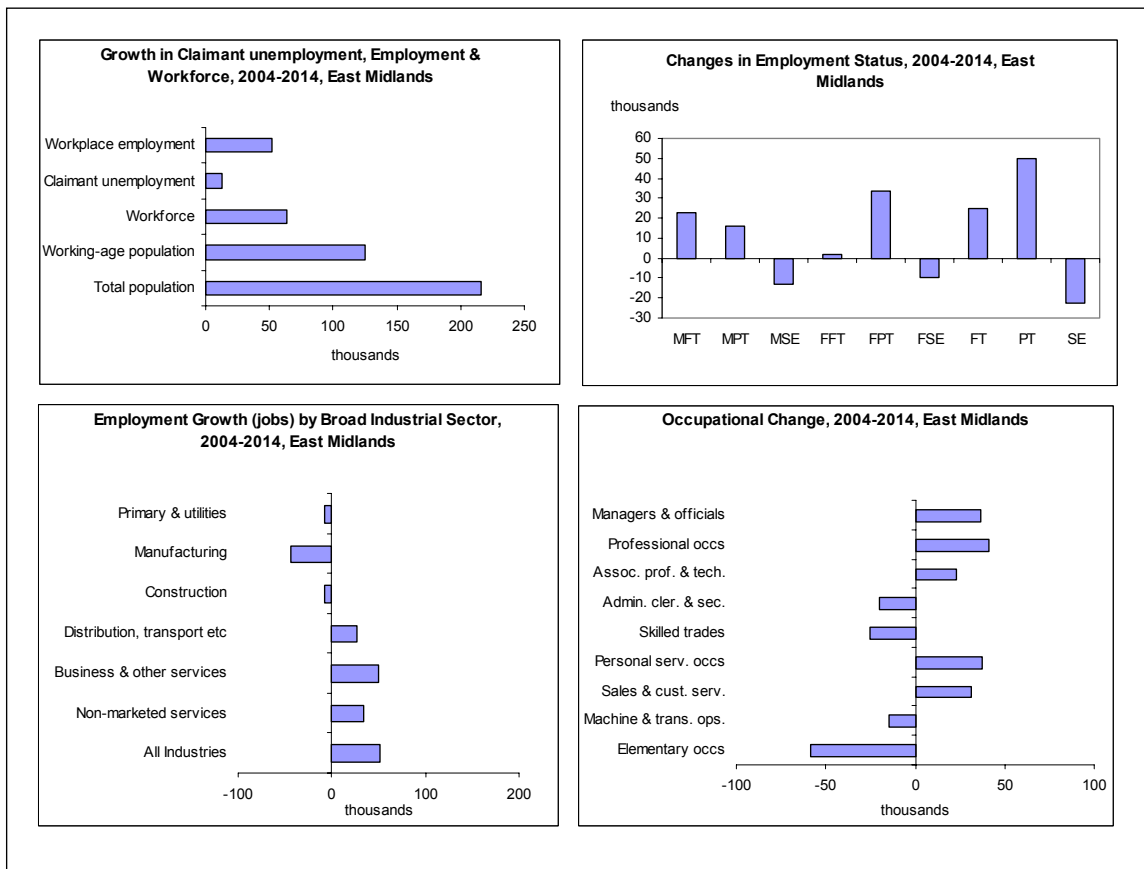 Growth in Claimant unemployment, Employment &
Workforce, 2004-2014, East Midlands
Workplace employment
Claimant unemployment
Workforce
Working-age population
Total population
0 50 100 150 200 250
thousands
Changes in Employment Status, 2004-2014, East
Midlands
thousands
60
50
40
30
20
10
0
-10
-20
-30
MFT MPT MSE FFT FPT FSE FT PT SE
Employment Growth (jobs) by Broad Industrial Sector,
2004-2014, East Midlands
Primary & utilities
Manufacturing
Construction
Distribution, transport etc
Business & other services
Non-marketed services
All Industries
-100 0 100 200
thousands
Occupational Change, 2004-2014, East Midlands
Managers & officials
Professional occs
Assoc. prof. & tech.
Admin. cler. & sec.
Skilled trades
Personal serv. occs
Sales & cust. serv.
Machine & trans. ops.
Elementary occs
-100 -50 0 50 100
thousands